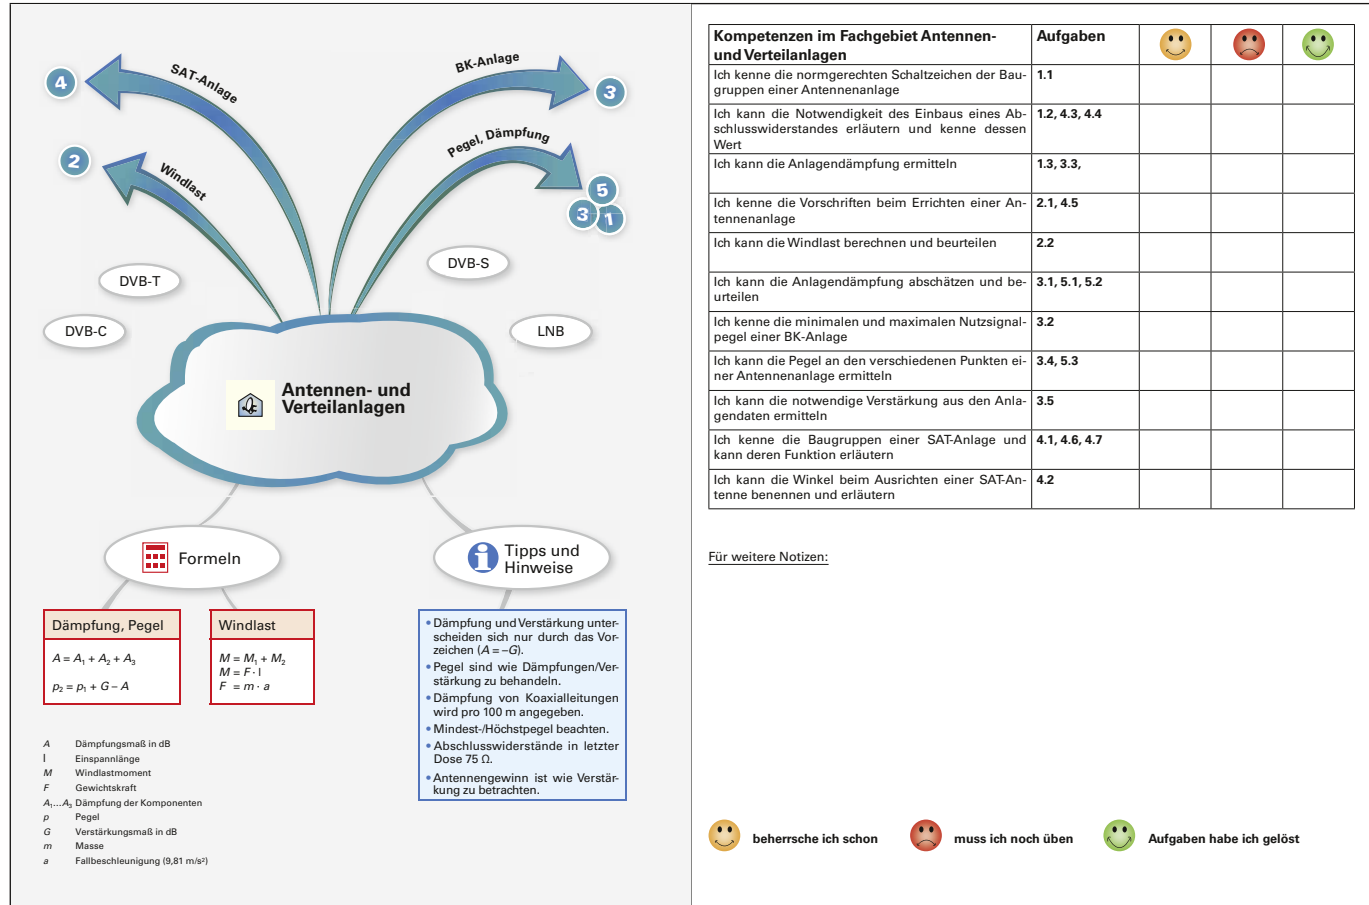 4
SAT-Anlage
BK-Anlage
3
2
Windlast
Pegel, Dämpfung
5
3
1
DVB-T
DVB-S
DVB-C
LNB
Antennen- und
Verteilanlagen
Formeln
Tipps und
Hinweise
Dämpfung, Pegel
A = A₁ + A₂ + A₃
p₂ = p₁ + G – A
Windlast
M = M₁ + M₂
M = F · l
F = m · a
• Dämpfung und Verstärkung unter-
scheiden sich nur durch das Vor-
zeichen (A = –G).
• Pegel sind wie Dämpfungen/Ver-
stärkung zu behandeln.
• Dämpfung von Koaxialleitungen
wird pro 100 m angegeben.
• Mindest-/Höchstpegel beachten.
• Abschlusswiderstände in letzter
Dose 75 Ω.
• Antennengewinn ist wie Verstär-
kung zu betrachten.
A Dämpfungsmaß in dB
l Einspannlänge
M Windlastmoment
F Gewichtskraft
A₁...A₃ Dämpfung der Komponenten
p Pegel
G Verstärkungsmaß in dB
m Masse
a Fallbeschleunigung (9,81 m/s²)
Kompetenzen im Fachgebiet Antennen- Aufgaben
und Verteilanlagen
Ich kenne die normgerechten Schaltzeichen der Bau- 1.1
gruppen einer Antennenanlage
Ich kann die Notwendigkeit des Einbaus eines Ab- 1.2, 4.3, 4.4
schlusswiderstandes erläutern und kenne dessen
Wert
Ich kann die Anlagendämpfung ermitteln 1.3, 3.3,
Ich kenne die Vorschriften beim Errichten einer An- 2.1, 4.5
tennenanlage
Ich kann die Windlast berechnen und beurteilen 2.2
Ich kann die Anlagendämpfung abschätzen und be- 3.1, 5.1, 5.2
urteilen
Ich kenne die minimalen und maximalen Nutzsignal- 3.2
pegel einer BK-Anlage
Ich kann die Pegel an den verschiedenen Punkten ei- 3.4, 5.3
ner Antennenanlage ermitteln
Ich kann die notwendige Verstärkung aus den Anla- 3.5
gendaten ermitteln
Ich kenne die Baugruppen einer SAT-Anlage und 4.1, 4.6, 4.7
kann deren Funktion erläutern
Ich kann die Winkel beim Ausrichten einer SAT-An- 4.2
tenne benennen und erläutern
Für weitere Notizen:
beherrsche ich schon muss ich noch üben Aufgaben habe ich gelöst